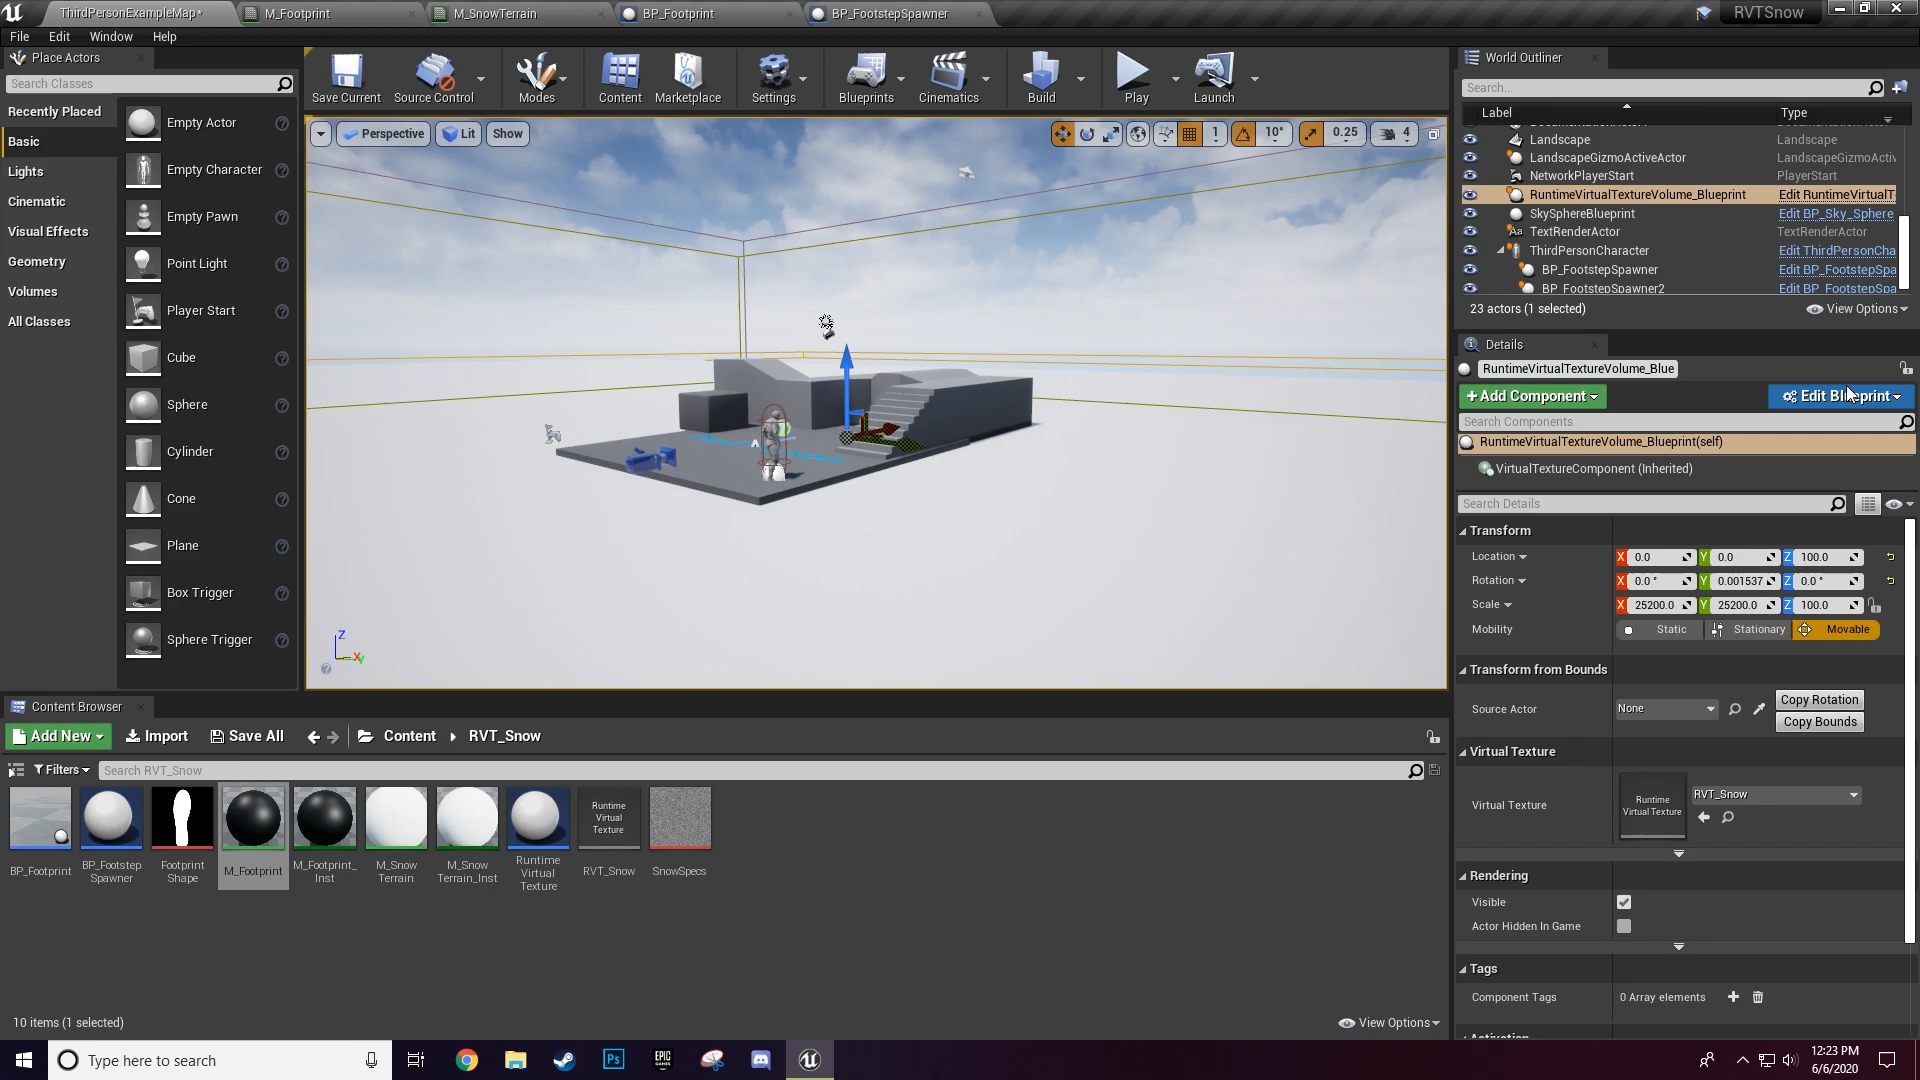 ThirdPersonExampleMap*
M_Footprint
M_SnowTerrain
BP_Footprint
BP_FootstepSpawner
RVTSnow
File
Edit
Window
Help
Place Actors
Search Classes
Recently Placed
Basic
Lights
Cinematic
Visual Effects
Geometry
Volumes
All Classes
Empty Actor
Empty Character
Empty Pawn
Point Light
Player Start
Cube
Sphere
Cylinder
Cone
Plane
Box Trigger
Sphere Trigger
Save Current
Source Control
Modes
Content
Marketplace
Settings
Blueprints
Cinematics
Build
Play
Launch
Perspective
Lit
Show
1
10°
0.25
4
Z
X
Y
World Outliner
Search...
Label
Type
Landscape
Landscape
LandscapeGizmoActiveActor
LandscapeGizmoActiv
NetworkPlayerStart
PlayerStart
RuntimeVirtualTextureVolume_Blueprint
Edit RuntimeVirtualT
SkySphereBlueprint
Edit BP_Sky_Sphere
TextRenderActor
TextRenderActor
ThirdPersonCharacter
Edit ThirdPersonCha
BP_FootstepSpawner
Edit BP_FootstepSpa
BP_FootstepSpawner2
Edit BP_FootstepSpa
23 actors (1 selected)
View Options
Details
RuntimeVirtualTextureVolume_Blue
+Add Component
Edit Blueprint
Search Components
RuntimeVirtualTextureVolume_Blueprint(self)
VirtualTextureComponent (Inherited)
Search Details
Transform
Location
X 0.0
Y 0.0
Z 100.0
Rotation
X 0.0 °
Y 0.001537
Z 0.0 °
Scale
X 25200.0
Y 25200.0
Z 100.0
Mobility
Static
Stationary
Movable
Transform from Bounds
Source Actor
None
Copy Rotation
Copy Bounds
Virtual Texture
Virtual Texture
Runtime
Virtual Texture
RVT_Snow
Rendering
Visible
Actor Hidden In Game
Tags
Component Tags
0 Array elements
Content Browser
Add New
Import
Save All
Content
RVT_Snow
Filters
Search RVT_Snow
BP_Footprint
BP_Footstep
Spawner
Footprint
Shape
M_Footprint
M_Footprint_
Inst
M_Snow
Terrain
M_Snow
Terrain_Inst
Runtime
Virtual
Texture
Runtime
Virtual
Texture
RVT_Snow
SnowSpecs
10 items (1 selected)
View Options
Type here to search
Ps
EPIC
GAMES
12:23 PM
6/6/2020